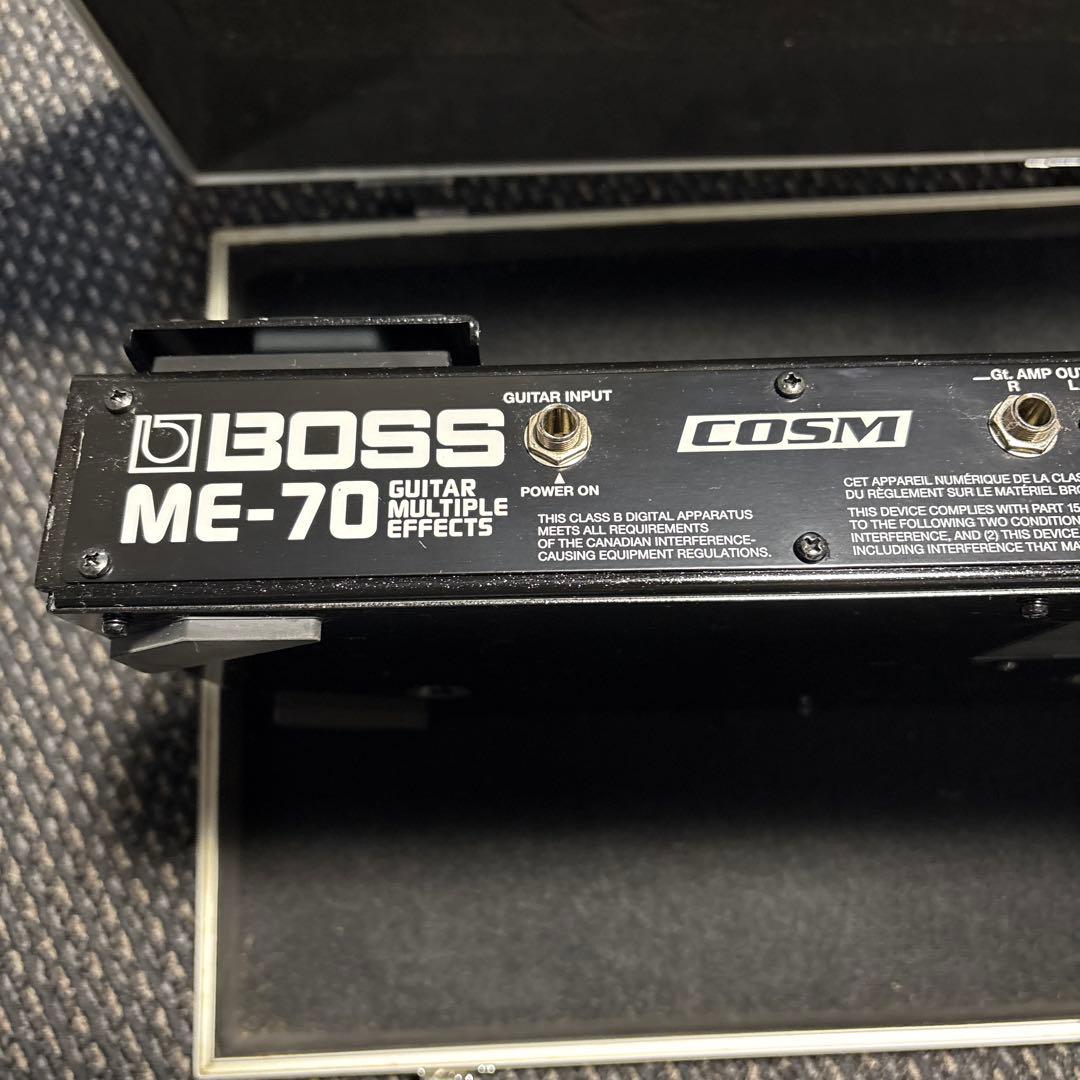 BOSS
ME-70 GUITAR MULTIPLE EFFECTS
GUITAR INPUT
POWER ON
THIS CLASS B DIGITAL APPARATUS
MEETS ALL REQUIREMENTS
OF THE CANADIAN INTERFERENCE-
CAUSING EQUIPMENT REGULATIONS.
COSM
Gt. AMP OUT
R L
CET APPAREIL NUMÉRIQUE DE LA CLAS
DU RÈGLEMENT SUR LE MATÉRIEL BRO
THIS DEVICE COMPLIES WITH PART 15
TO THE FOLLOWING TWO CONDITION
INTERFERENCE, AND (2) THIS DEVICE
INCLUDING INTERFERENCE THAT MA